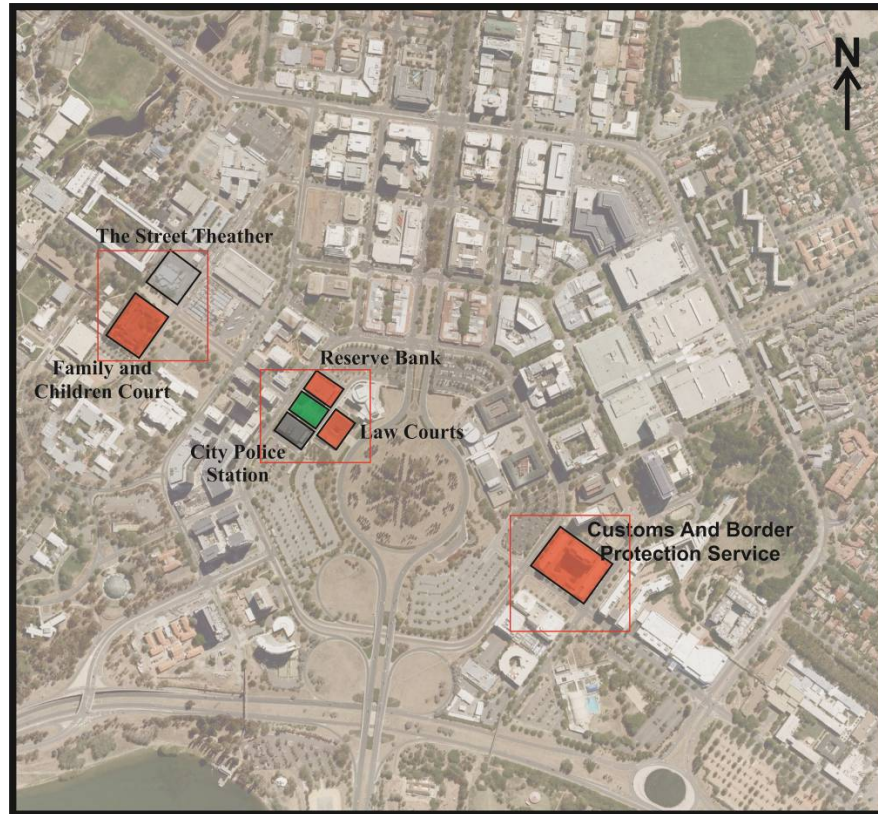 N
The Street Theather
Family and
Children Court
Reserve Bank
Law Courts
City Police
Station
Customs And Border
Protection Service